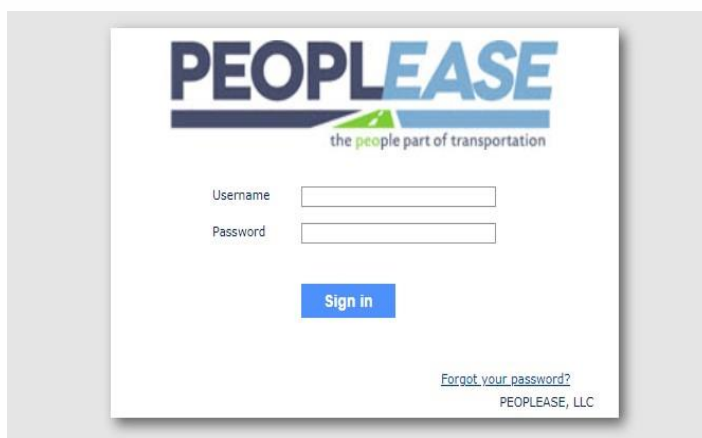 PEOPLEASE
the people part of transportation
Username
Password
Sign in
Forgot your password?
PEOPLEASE, LLC